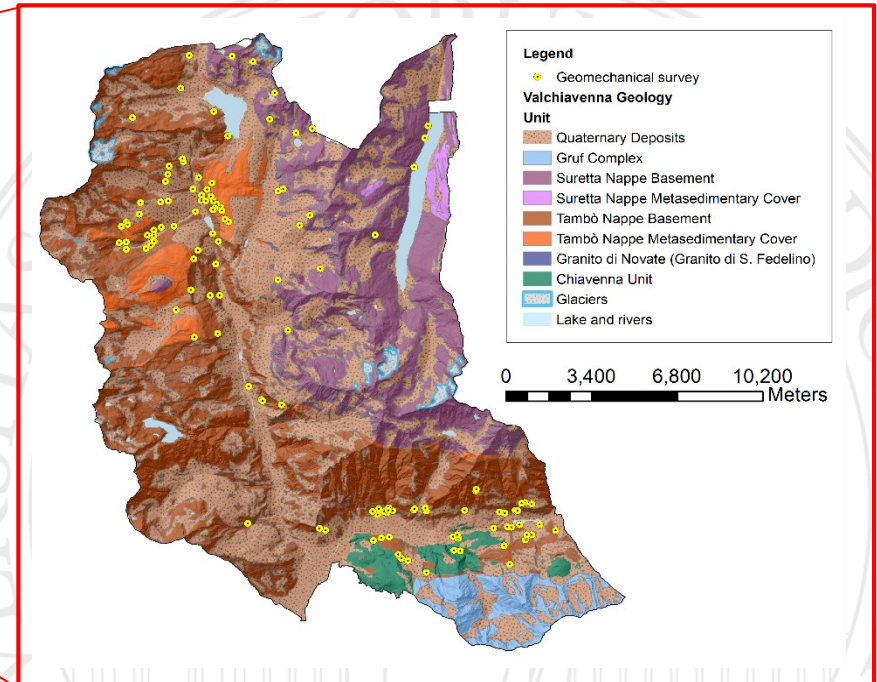 Legend
Geomechanical survey
Valchiavenna Geology
Unit
Quaternary Deposits
Gruf Complex
Suretta Nappe Basement
Suretta Nappe Metasedimentary Cover
Tambò Nappe Basement
Tambò Nappe Metasedimentary Cover
Granito di Novate (Granito di S. Fedelino)
Chiavenna Unit
Glaciers
Lake and rivers
0 3,400 6,800 10,200
Meters